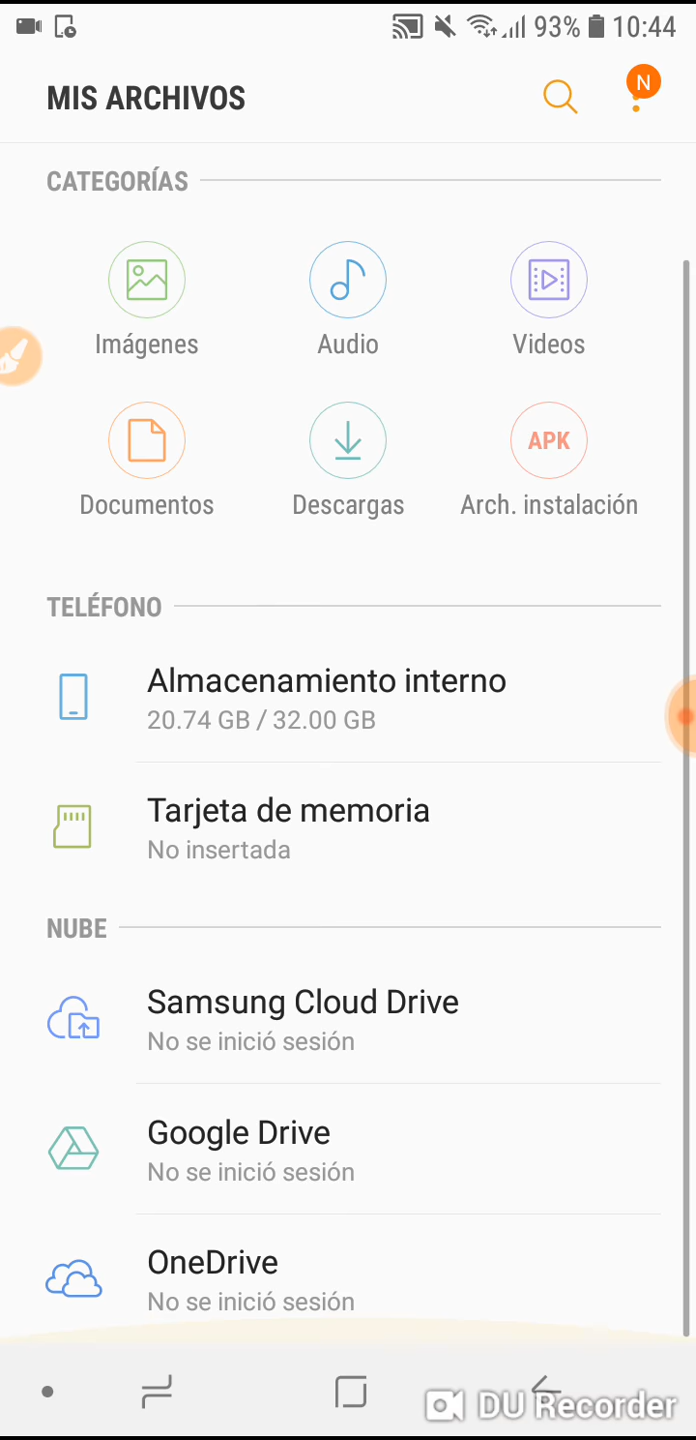 93% 10:44
MIS ARCHIVOS
N
CATEGORÍAS
Imágenes Audio Videos
APK
Documentos Descargas Arch. instalación
TELÉFONO
Almacenamiento interno
20.74 GB / 32.00 GB
Tarjeta de memoria
No insertada
NUBE
Samsung Cloud Drive
No se inició sesión
Google Drive
No se inició sesión
OneDrive
No se inició sesión
DU Recorder